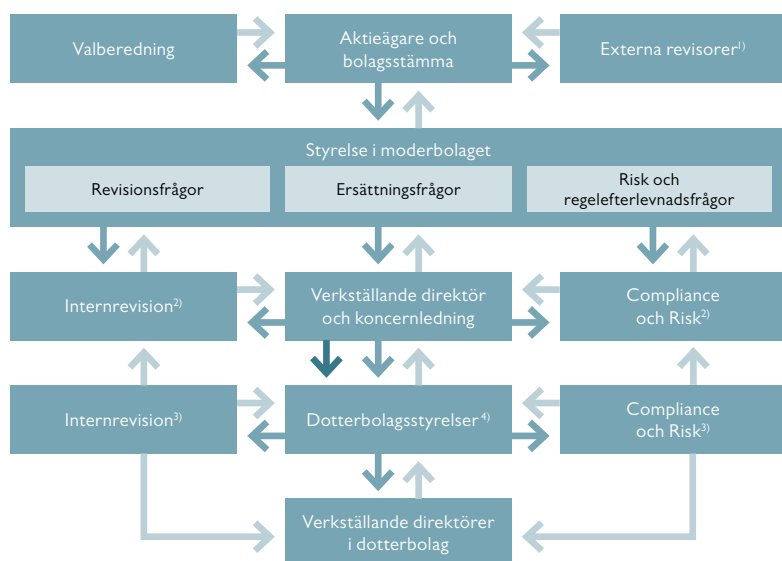 Valberedning
Aktieägare och
bolagsstämma
Externa revisorer1)
Styrelse i moderbolaget
Revisionsfrågor
Ersättningsfrågor
Risk och
regelefterlevnadsfrågor
Internrevision2)
Verkställande direktör
och koncernledning
Compliance
och Risk2)
Internrevision3)
Dotterbolagsstyrelser4)
Compliance
och Risk3)
Verkställande direktörer
i dotterbolag